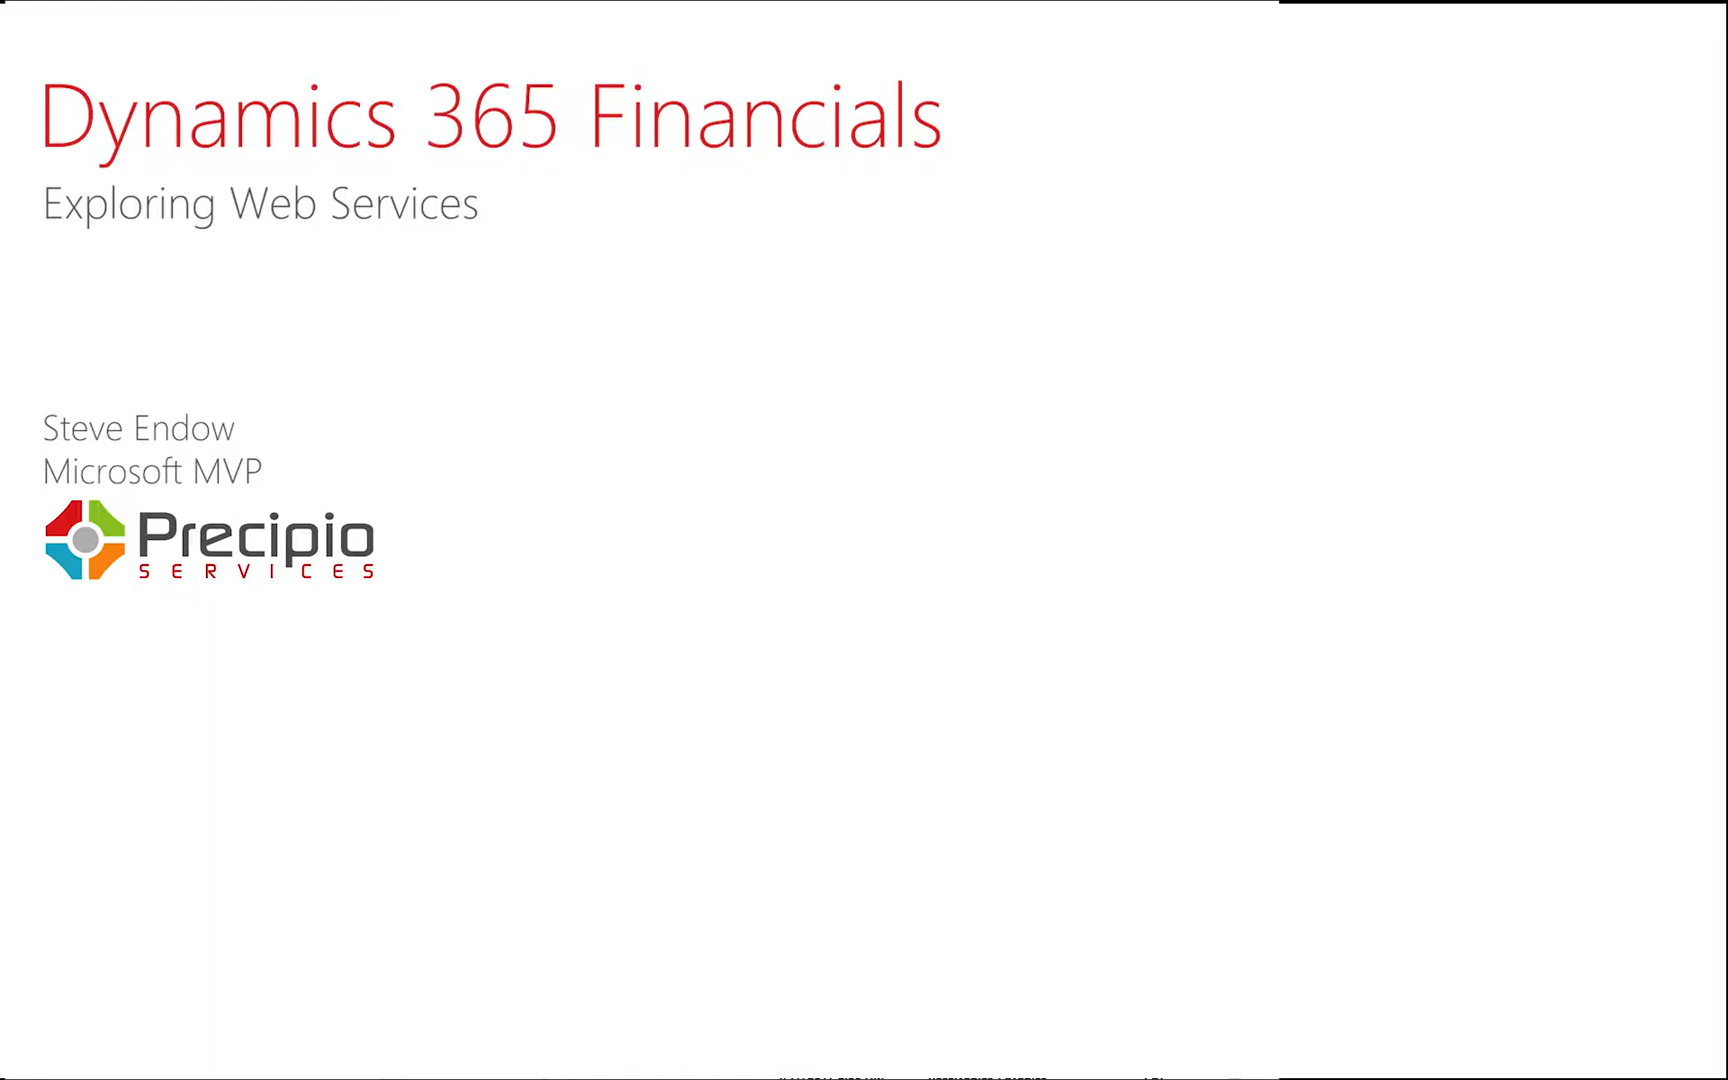 Dynamics 365 Financials
Exploring Web Services
Steve Endow
Microsoft MVP
Precipio
SERVICES